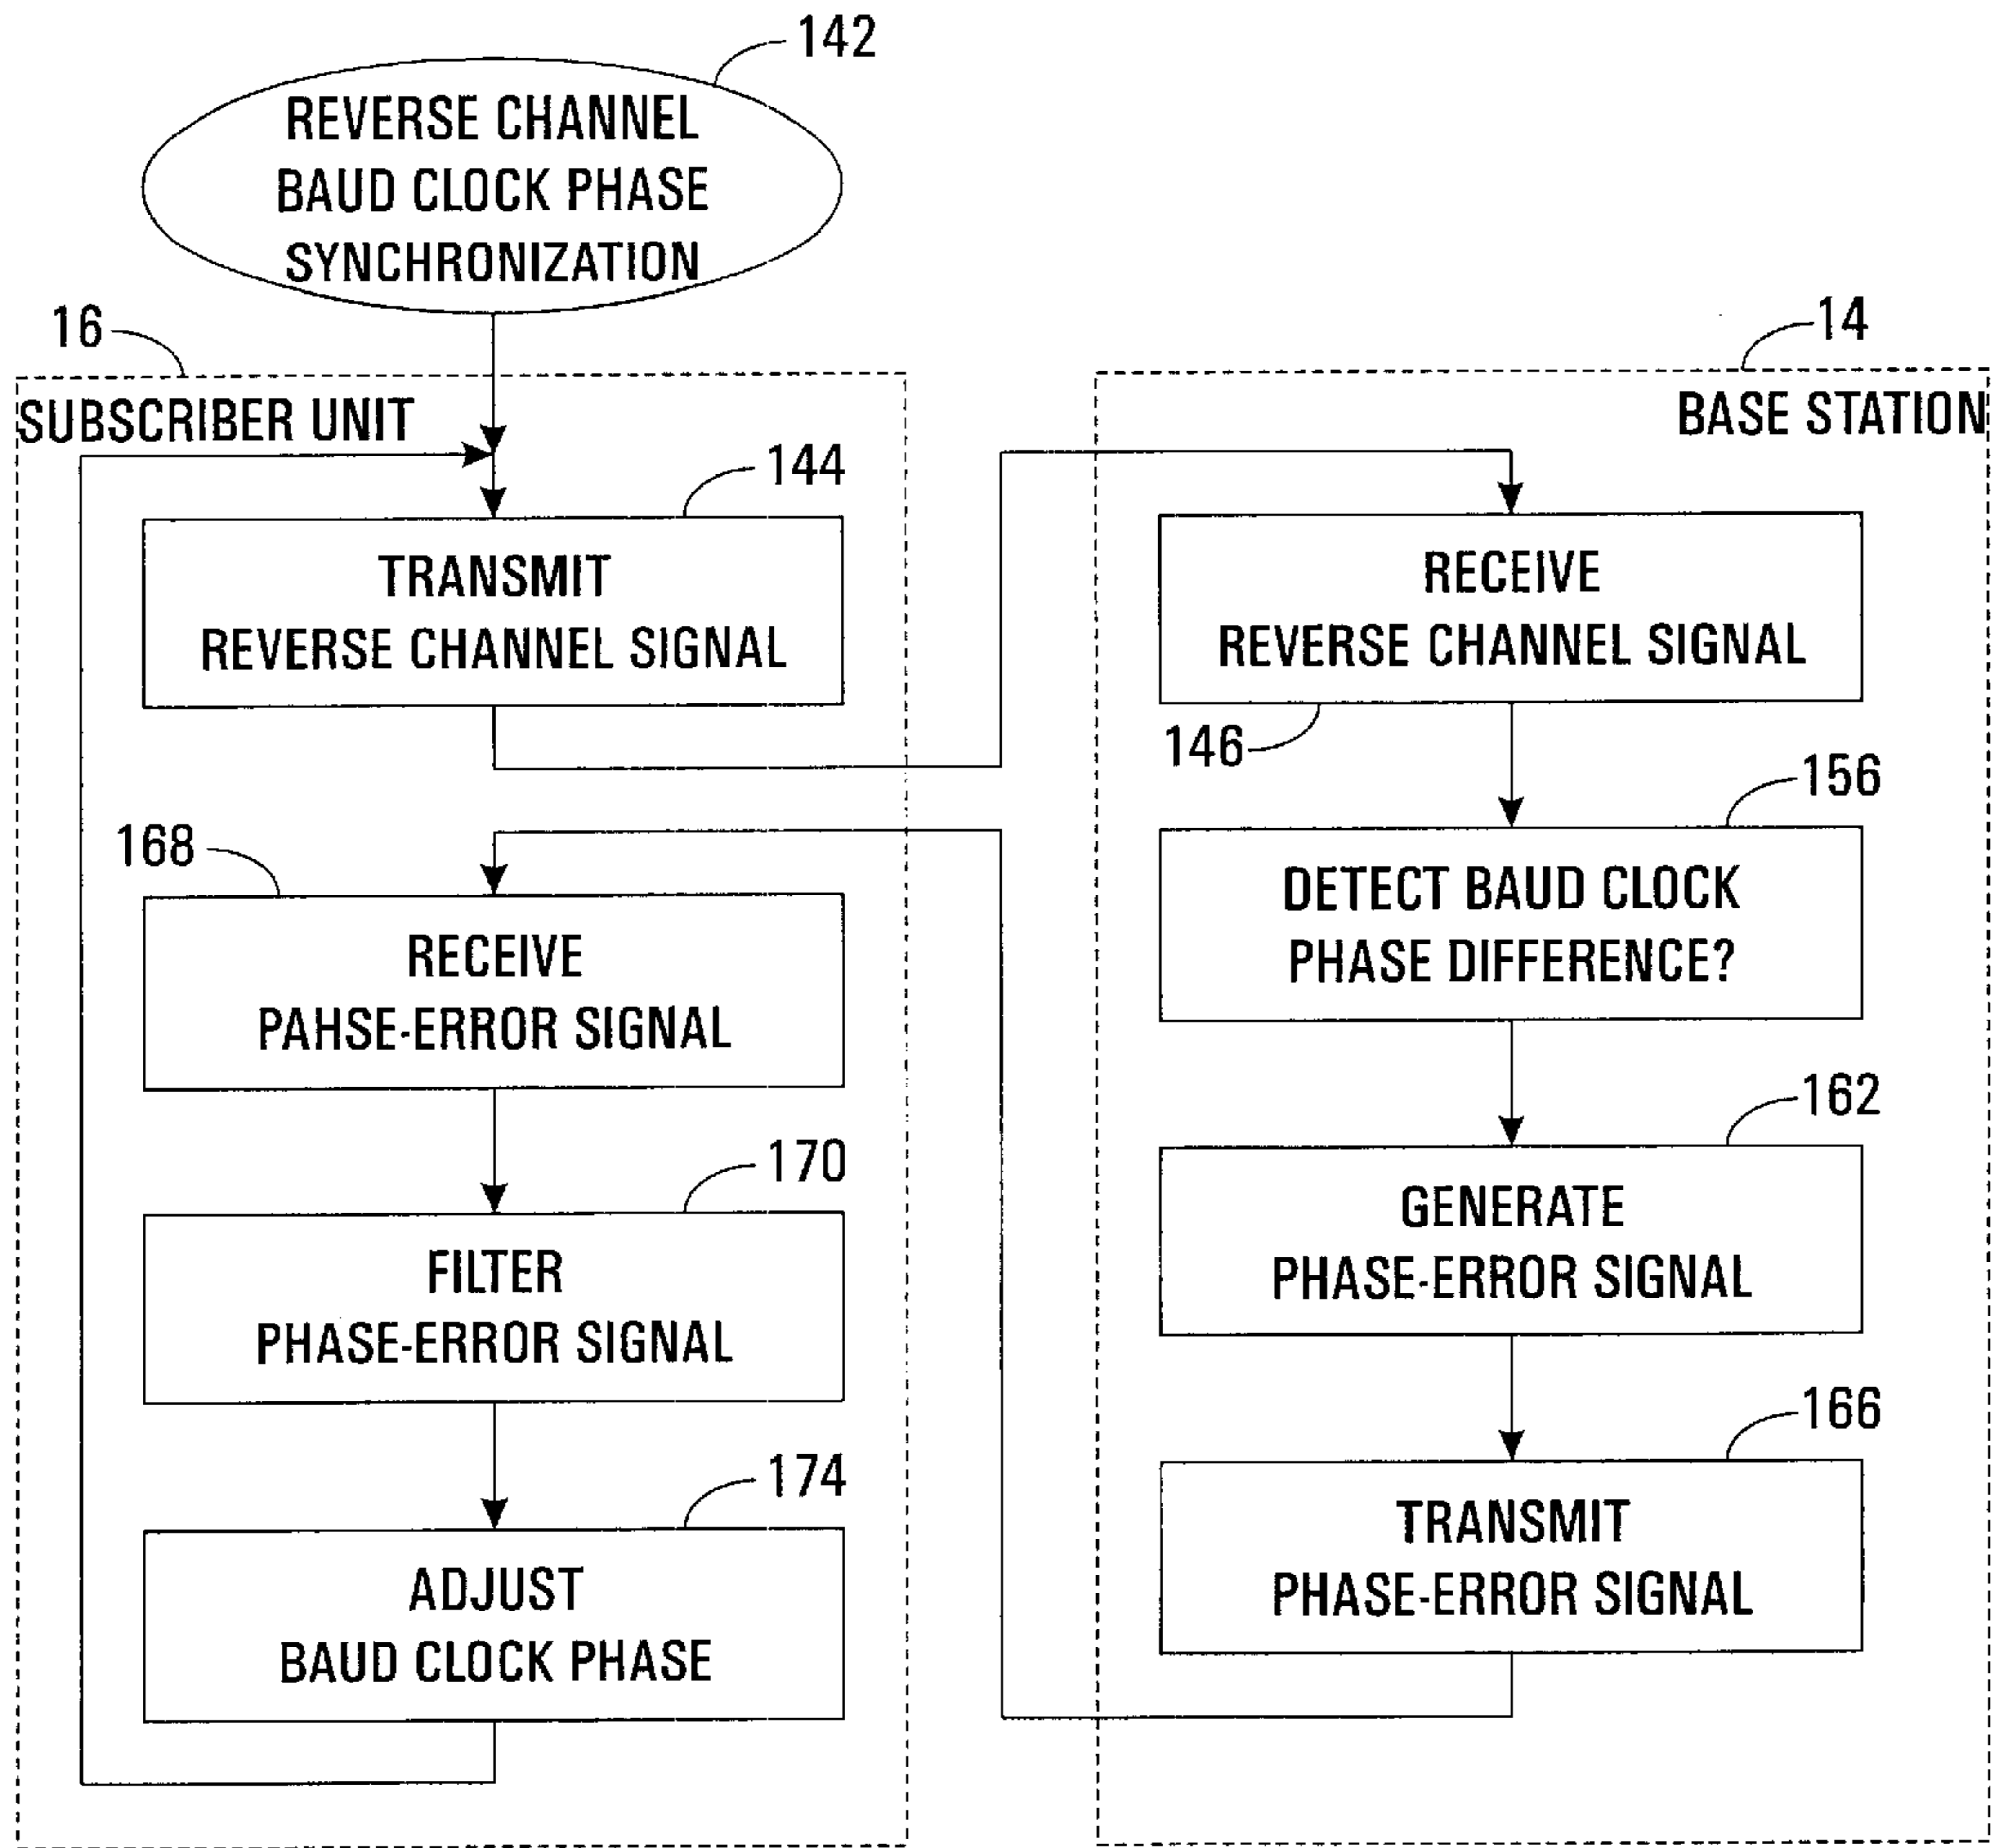 142
REVERSE CHANNEL
BAUD CLOCK PHASE
SYNCHRONIZATION
16
SUBSCRIBER UNIT
144
TRANSMIT
REVERSE CHANNEL SIGNAL
168
RECEIVE
PAHSE-ERROR SIGNAL
170
FILTER
PHASE-ERROR SIGNAL
174
ADJUST
BAUD CLOCK PHASE
14
BASE STATION
RECEIVE
REVERSE CHANNEL SIGNAL
146
156
DETECT BAUD CLOCK
PHASE DIFFERENCE?
162
GENERATE
PHASE-ERROR SIGNAL
166
TRANSMIT
PHASE-ERROR SIGNAL